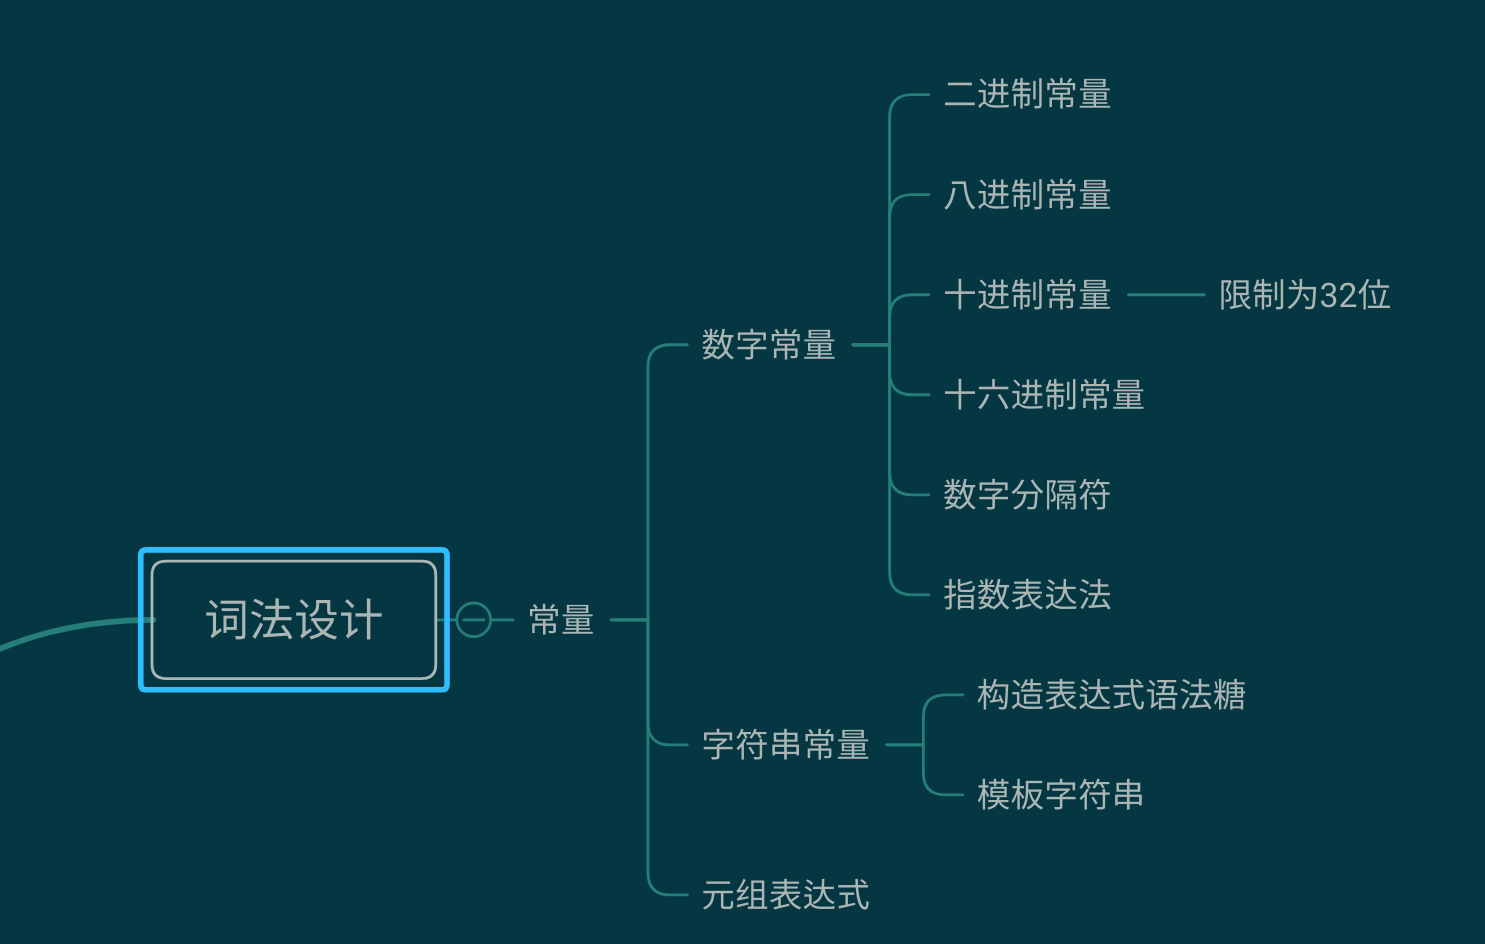 二进制常量
八进制常量
十进制常量
限制为32位
数字常量
十六进制常量
数字分隔符
指数表达法
词法设计
常量
构造表达式语法糖
字符串常量
模板字符串
元组表达式